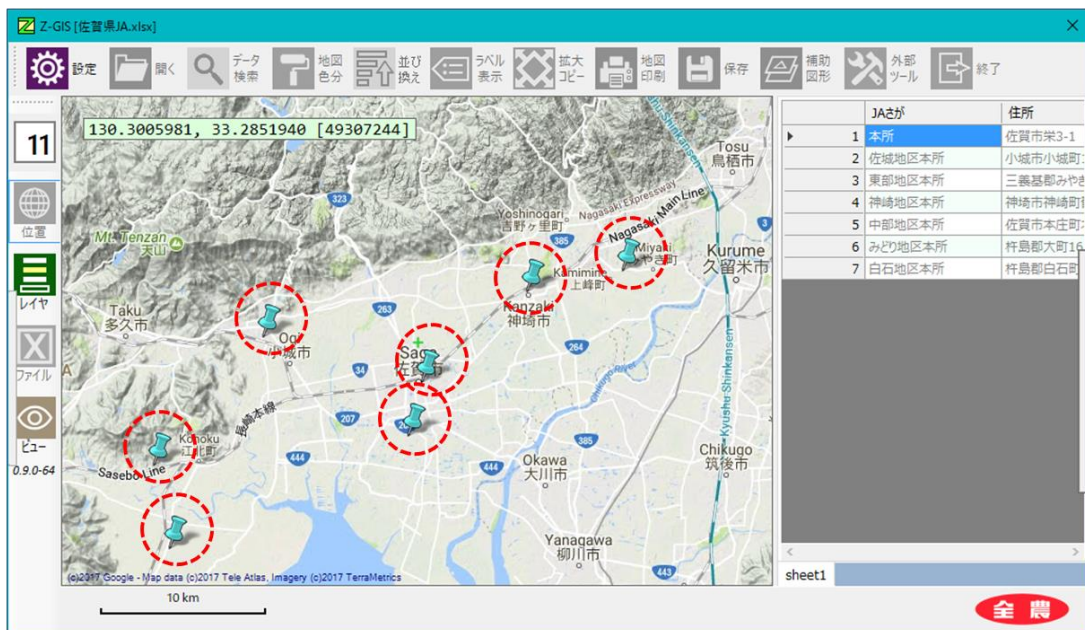 Z-GIS [佐賀県JA.xlsx]
設定
開く
データ
検索
地図
色分
並び
換え
ラベル
表示
拡大
コピー
地図
印刷
保存
補助
図形
外部
ツール
終了
11
位置
レイヤ
ファイル
ビュー
0.9.0-64
130.3005981, 33.2851940 [49307244]
Tosu
鳥栖市
Kyushu Shinkansen
323
Nagasaki Expressway
Yoshinogari
吉野ヶ里町
Nagasaki Main Line
3
385
Mt. Tenzan
天山
Miyaki
みやき町
Kurume
久留米市
Kamimine
上峰町
Kanzaki
神埼市
Taku
多久市
263
Ogi
小城市
264
Saga
佐賀市
34
Chikugo River
Kyushu Shinkansen
長崎本線
207
385
Kohoku
江北町
Chikugo
筑後市
444
444
Okawa
大川市
Sasebo Line
Yanagawa
柳川市
443
(c)2017 Google - Map data (c)2017 Tele Atlas, Imagery (c)2017 TerraMetrics
10 km
JAさが 住所
1 本所 佐賀市栄3-1
2 佐城地区本所 小城市小城町
3 東部地区本所 三養基郡みやき
4 神埼地区本所 神埼市神埼町
5 中部地区本所 佐賀市本庄町
6 みどり地区本所 杵島郡大町16
7 白石地区本所 杵島郡白石町
sheet1
全農